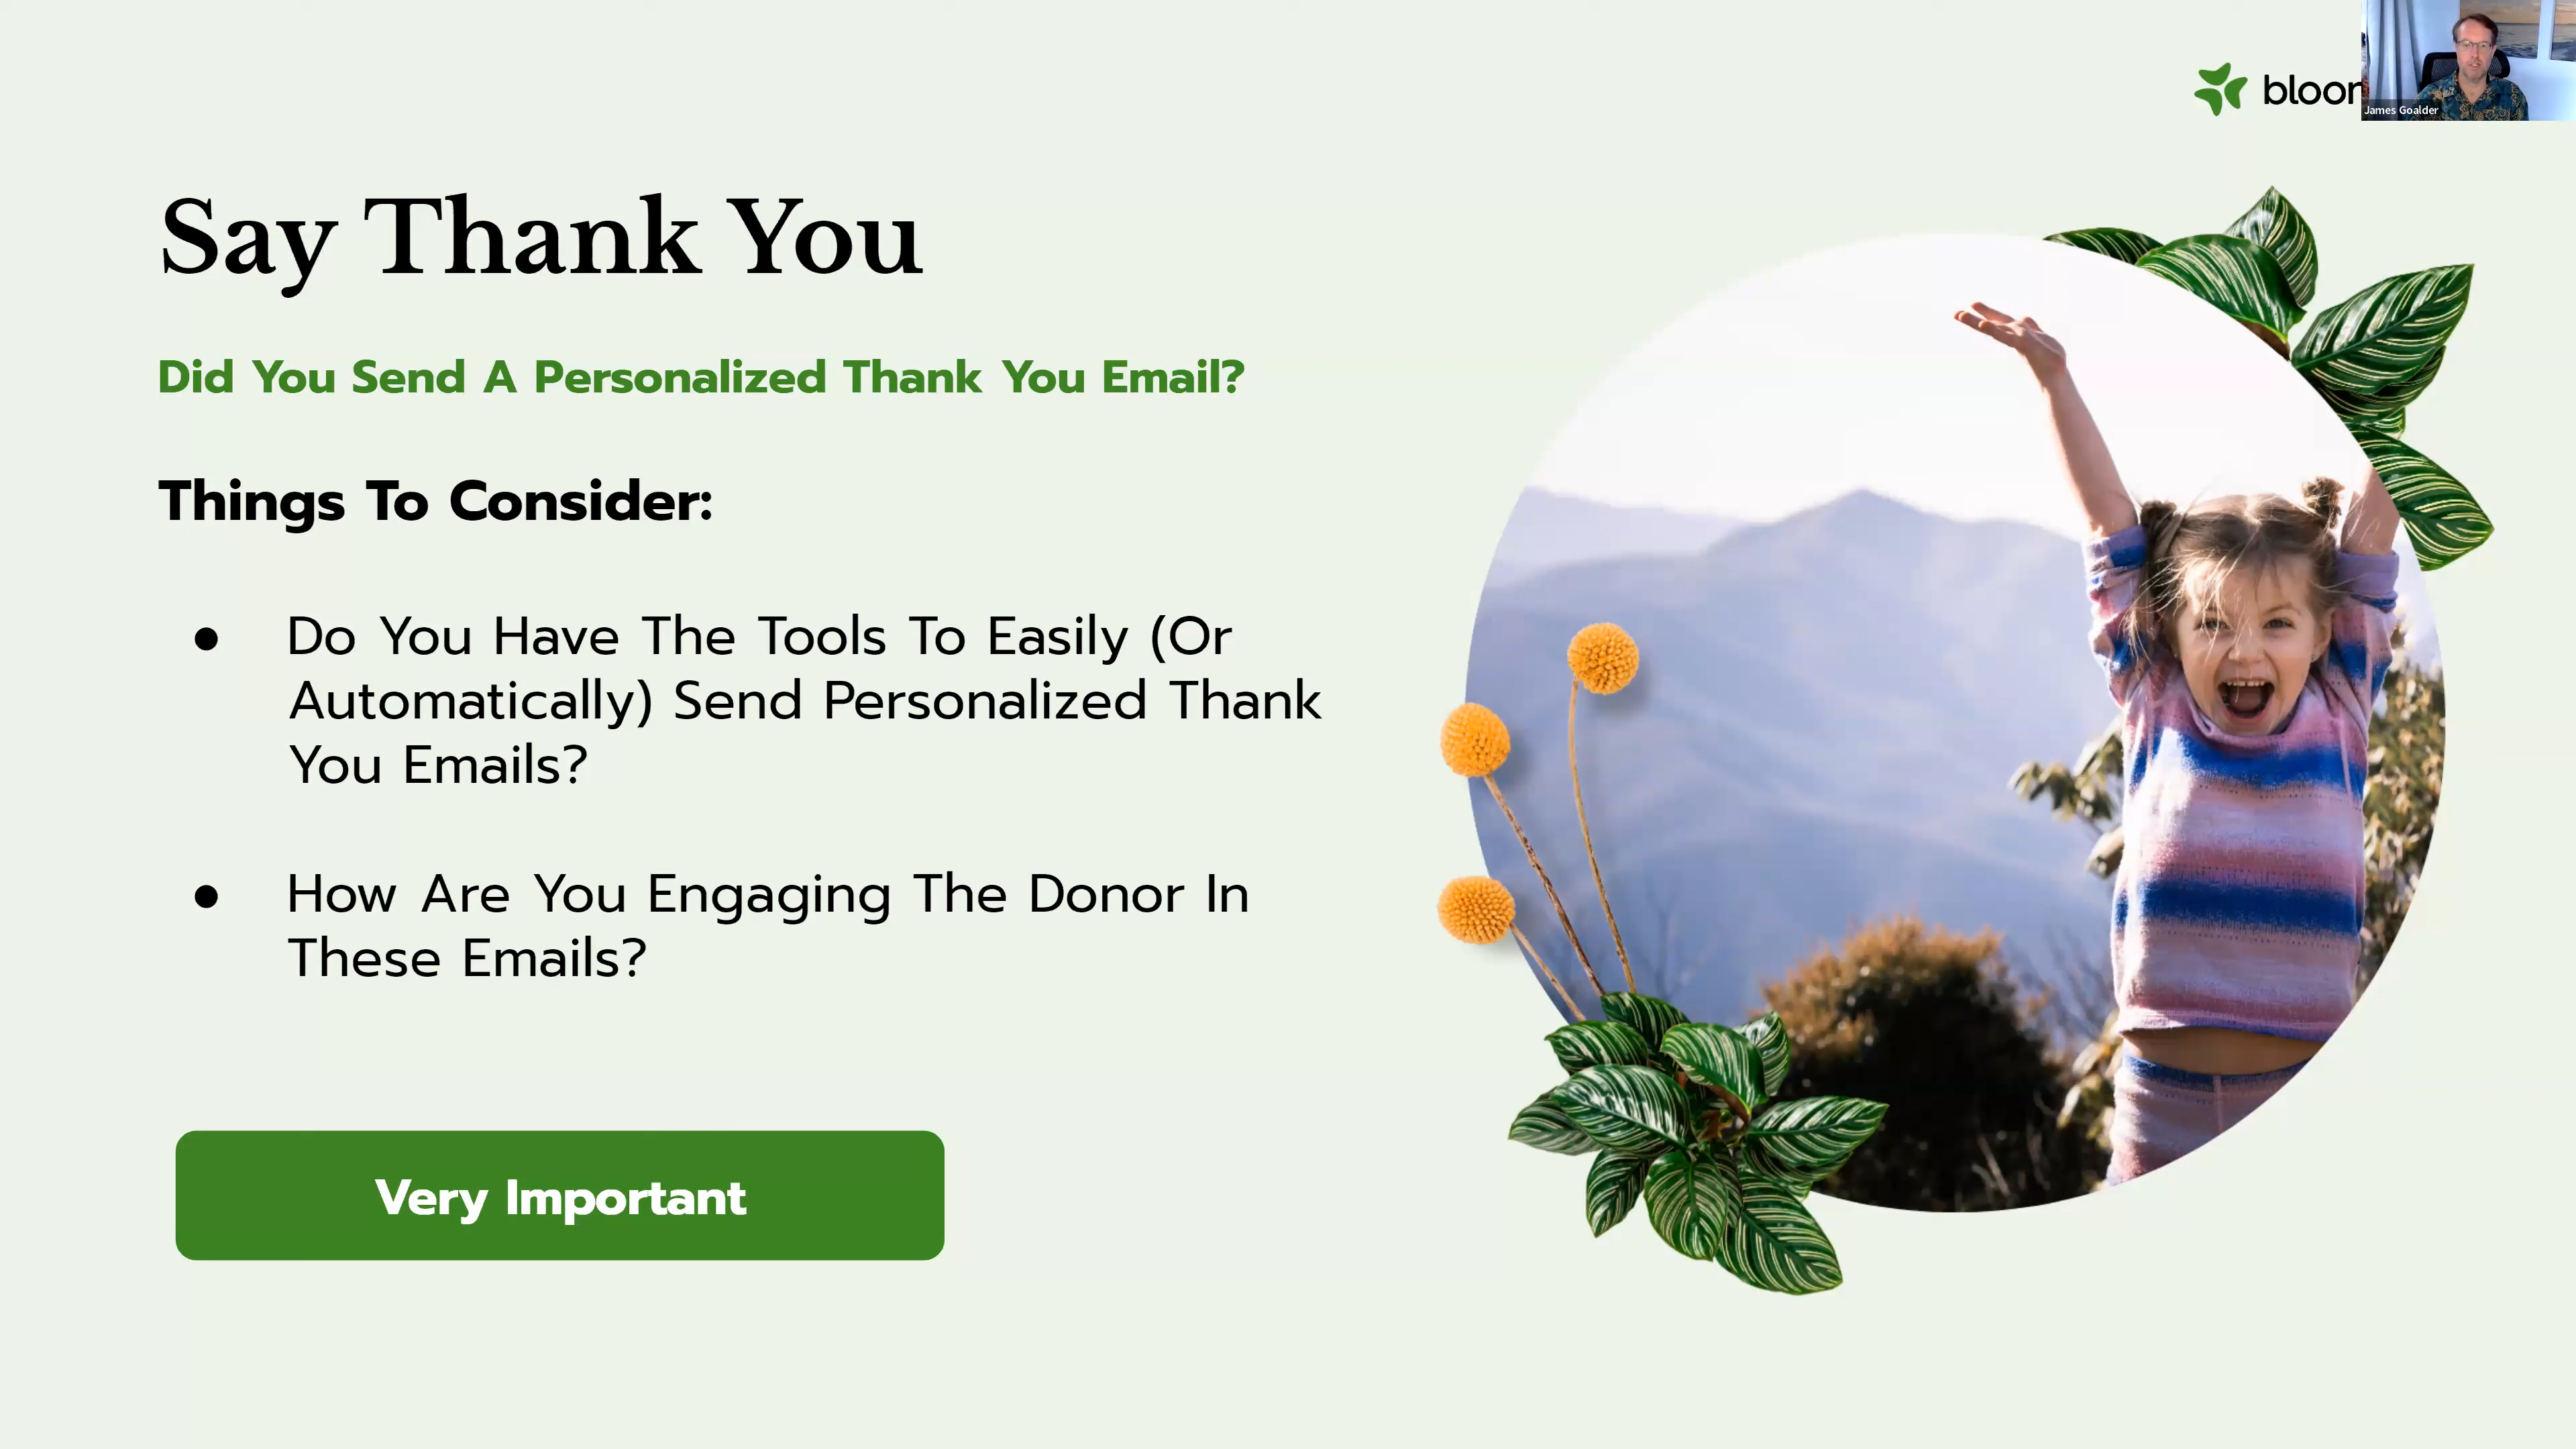 bloom
James Goalder
Say Thank You
Did You Send A Personalized Thank You Email?
Things To Consider:
● Do You Have The Tools To Easily (Or
Automatically) Send Personalized Thank
You Emails?
● How Are You Engaging The Donor In
These Emails?
Very Important